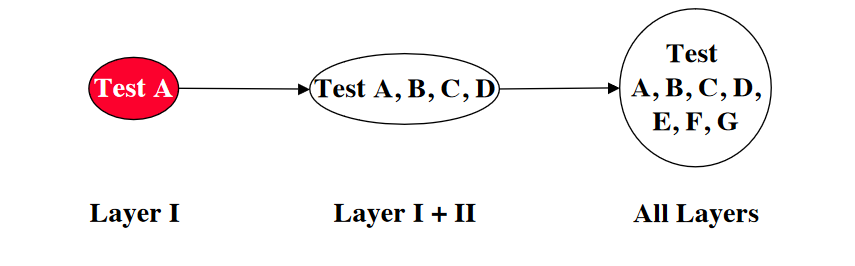 Test A
Test A, B, C, D
Test
A, B, C, D,
E, F, G
Layer I
Layer I + II
All Layers